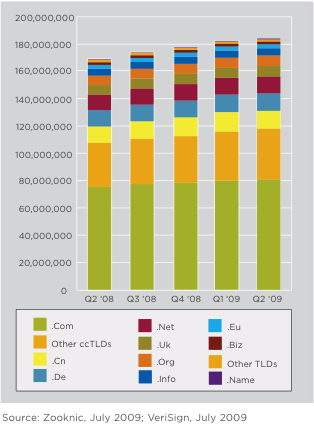 200,000,000
180,000,000
160,000,000
140,000,000
120,000,000
100,000,000
80,000,000
60,000,000
40,000,000
20,000,000
0
Q2 '08 Q3 '08 Q4 '08 Q1 '09 Q2 '09
.Com .Net .Eu
Other ccTLDs .Uk .Biz
.Cn .Org Other TLDs
.De .Info .Name
Source: Zooknic, July 2009; VeriSign, July 2009